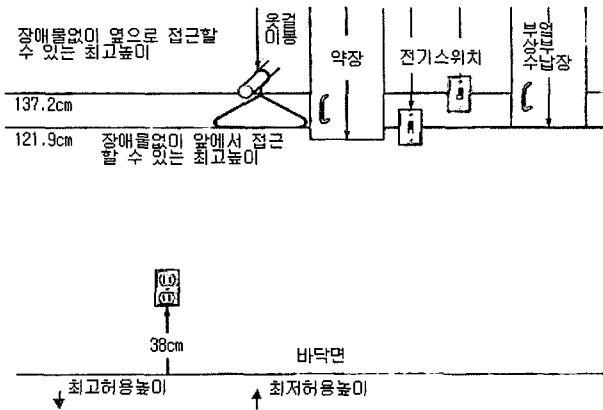 장애물없이 옆으로 접근할
수 있는 최고높이
옷걸
이통
약장
전기스위치
부엌
상부
수납장
137.2cm
121.9cm
장애물없이 앞에서 접근
할 수 있는 최고높이
38cm
바닥면
최고허용높이
최저허용높이